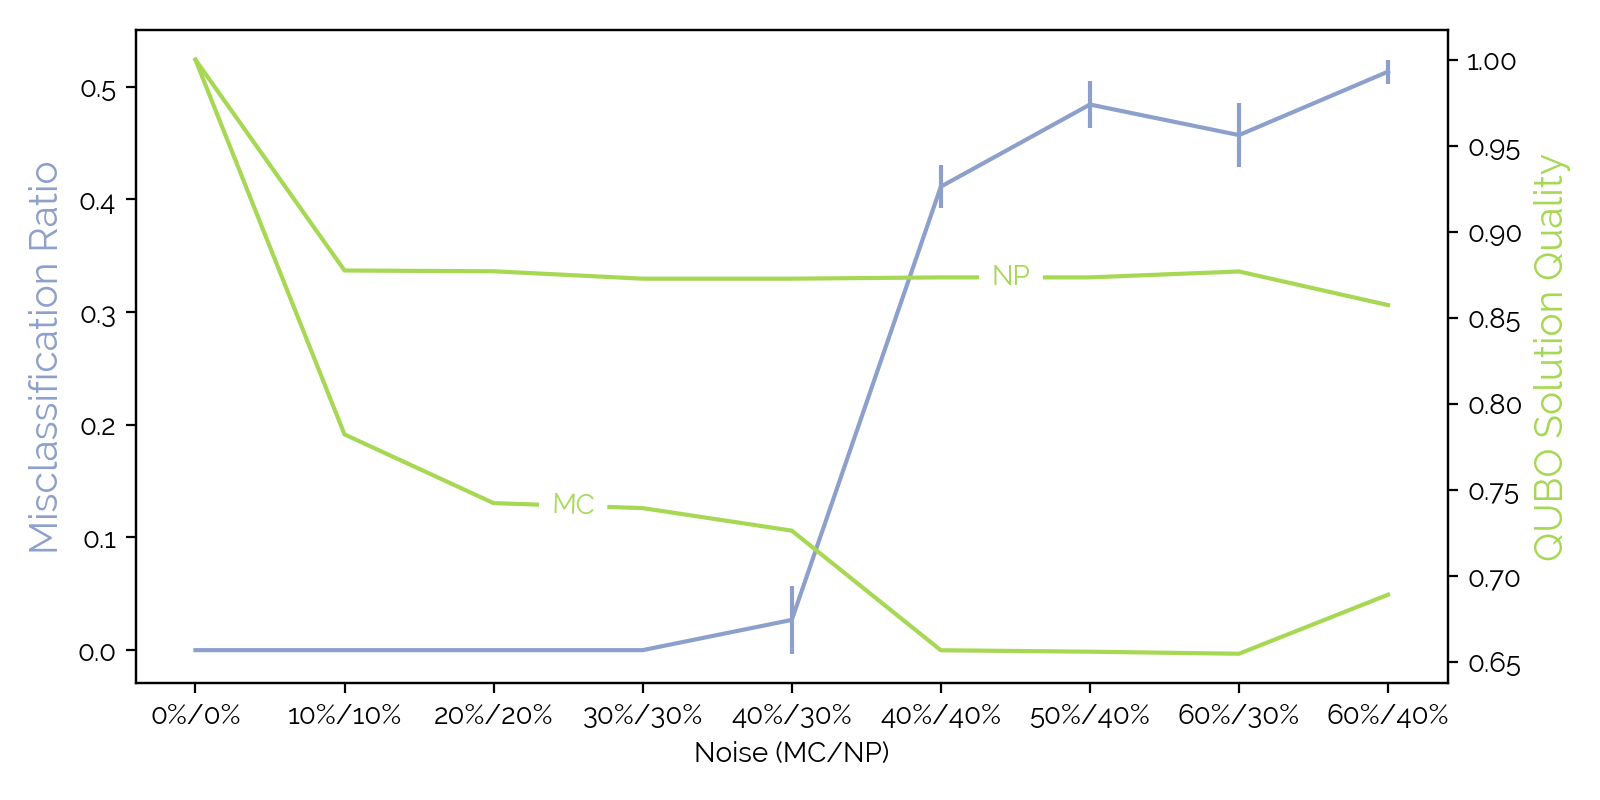 Misclassification Ratio
0.5
0.4
0.3
0.2
0.1
0.0
NP
MC
1.00
0.95
0.90
0.85
0.80
0.75
0.70
0.65
QUBO Solution Quality
0%/0% 10%/10% 20%/20% 30%/30% 40%/30% 40%/40% 50%/40% 60%/30% 60%/40%
Noise (MC/NP)